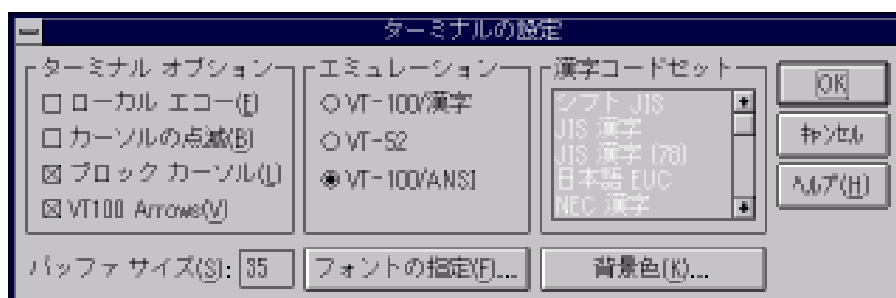 ターミナルの設定
ターミナル オプション
ローカル エコー(E)
カーソルの点滅(B)
ブロック カーソル(L)
VT100 Arrows(V)
エミュレーション
VT-100/漢字
VT-52
VT-100/ANSI
漢字コードセット
シフト JIS
JIS 漢字
JIS 漢字 (78)
日本語 EUC
NEC 漢字
OK
キャンセル
ヘルプ(H)
バッファ サイズ(S): 35
フォントの指定(F)...
背景色(K)...